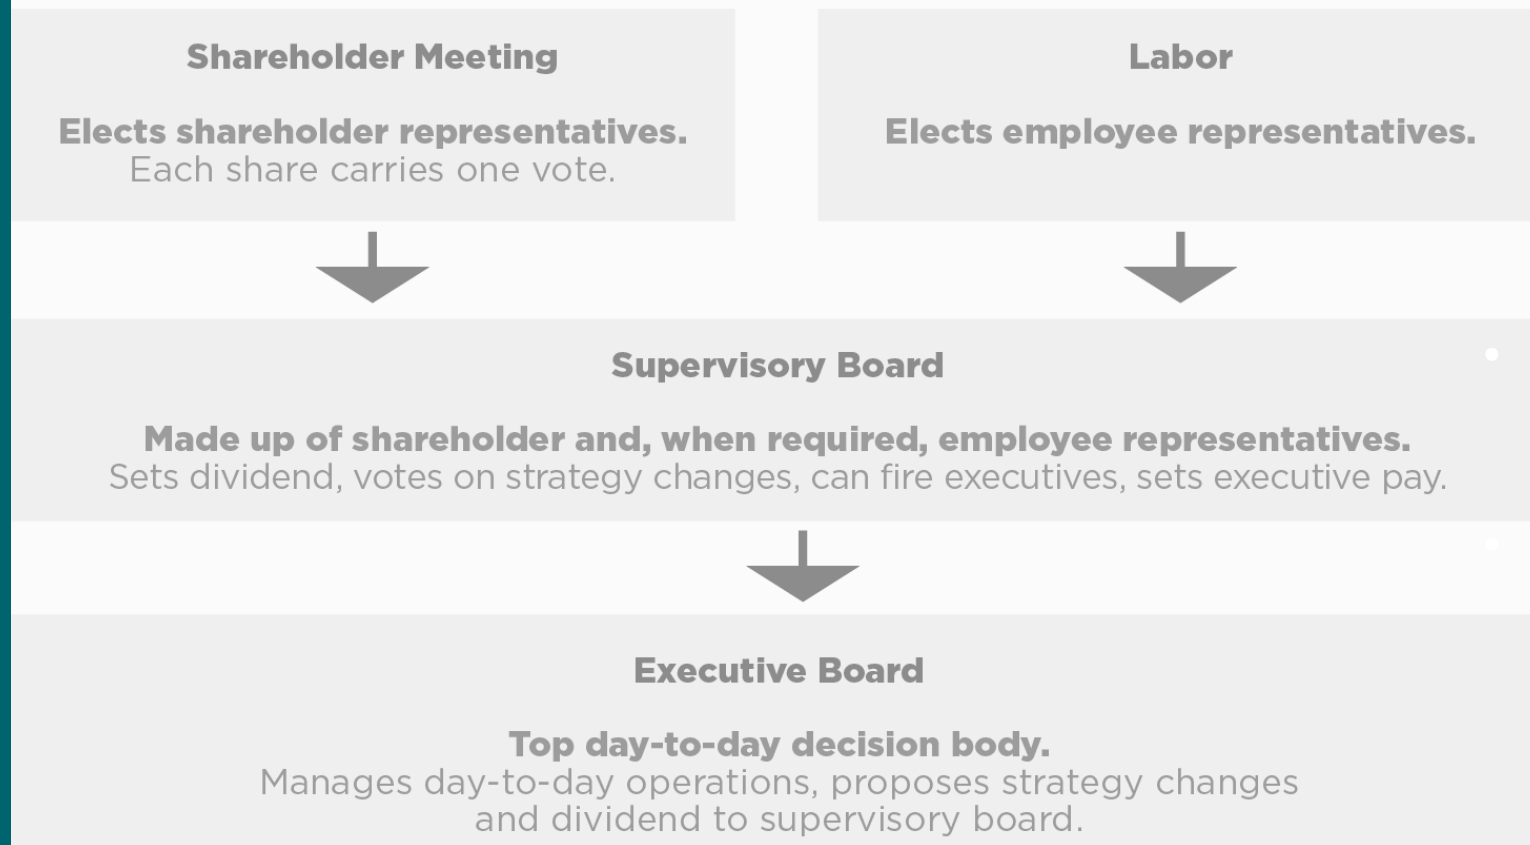 Shareholder Meeting
Elects shareholder representatives.
Each share carries one vote.
Labor
Elects employee representatives.
Supervisory Board
Made up of shareholder and, when required, employee representatives.
Sets dividend, votes on strategy changes, can fire executives, sets executive pay.
Executive Board
Top day-to-day decision body.
Manages day-to-day operations, proposes strategy changes
and dividend to supervisory board.